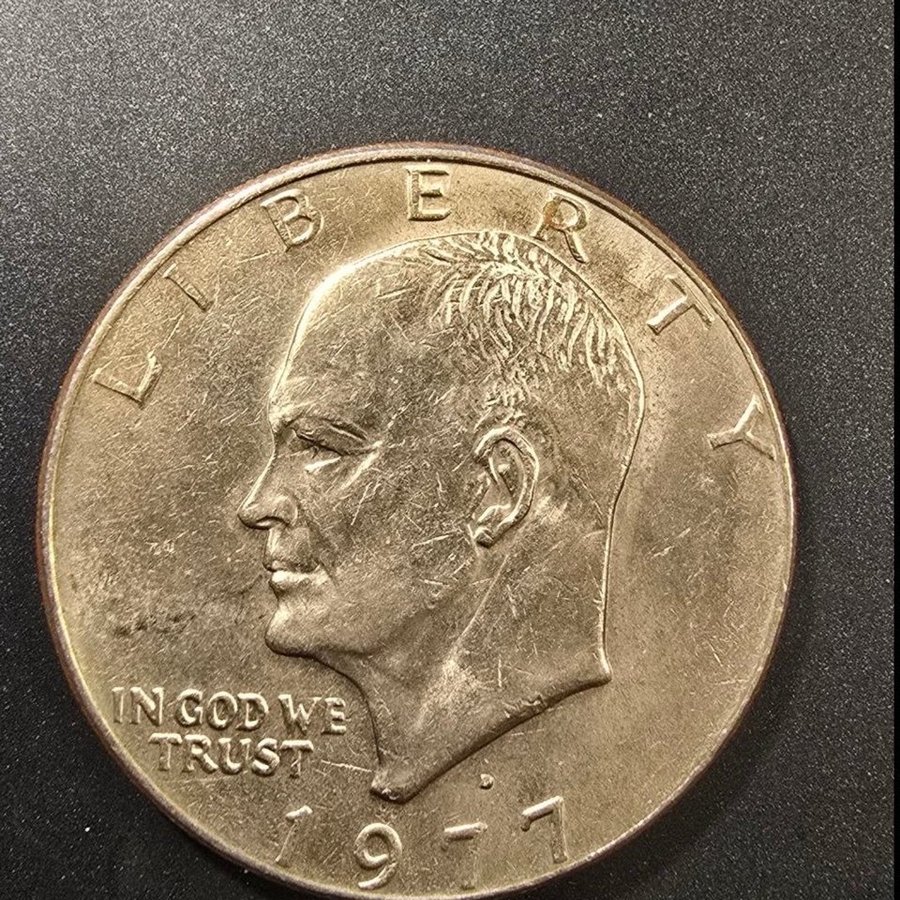 LIBERTY
IN GOD WE
TRUST
1977